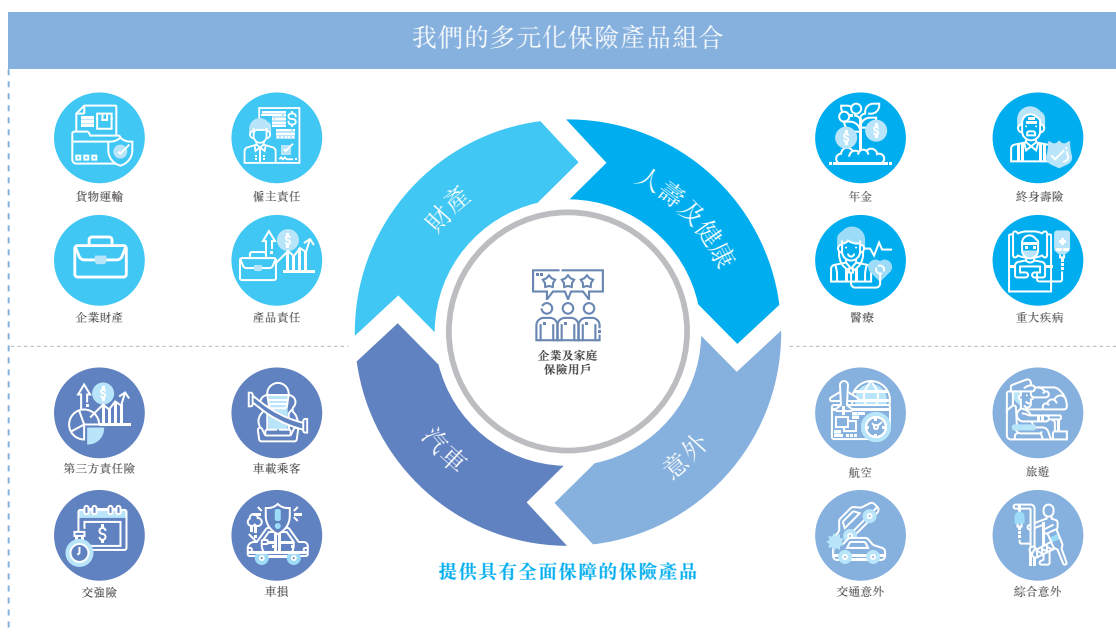 我們的多元化保險產品組合
貨物運輸
僱主責任
企業財產
產品責任
財產
人壽及健康
年金
終身壽險
醫療
重大疾病
企業及家庭
保險用戶
第三方責任險
車載乘客
交強險
車損
汽車
意外
航空
旅遊
交通意外
綜合意外
提供具有全面保障的保險產品